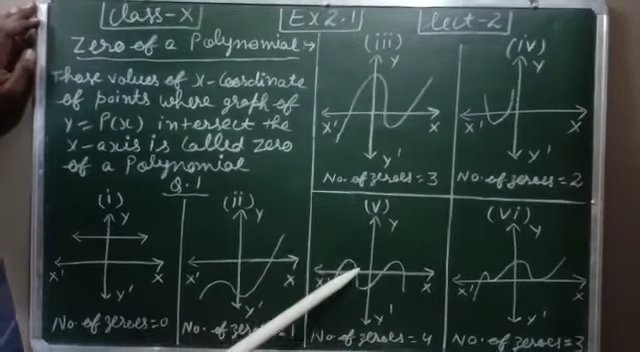 Class-X
Ex 2.1
Lect-2
Zero of a Polynomial :→
Those values of x-coordinate
of points where graph of
y = P(x) intersect the
x-axis is called zero
of a Polynomial
Q.1
(i)
Y
X'
X
Y'
No. of zeroes=0
(ii)
Y
X'
X
Y'
No. of zeroes=1
(iii)
Y
X'
X
Y'
No. of zeroes=3
(iv)
Y
X'
X
Y'
No. of zeroes=2
(v)
Y
X'
X
Y'
No. of zeroes=4
(vi)
Y
X'
X
Y'
No. of zeroes=3